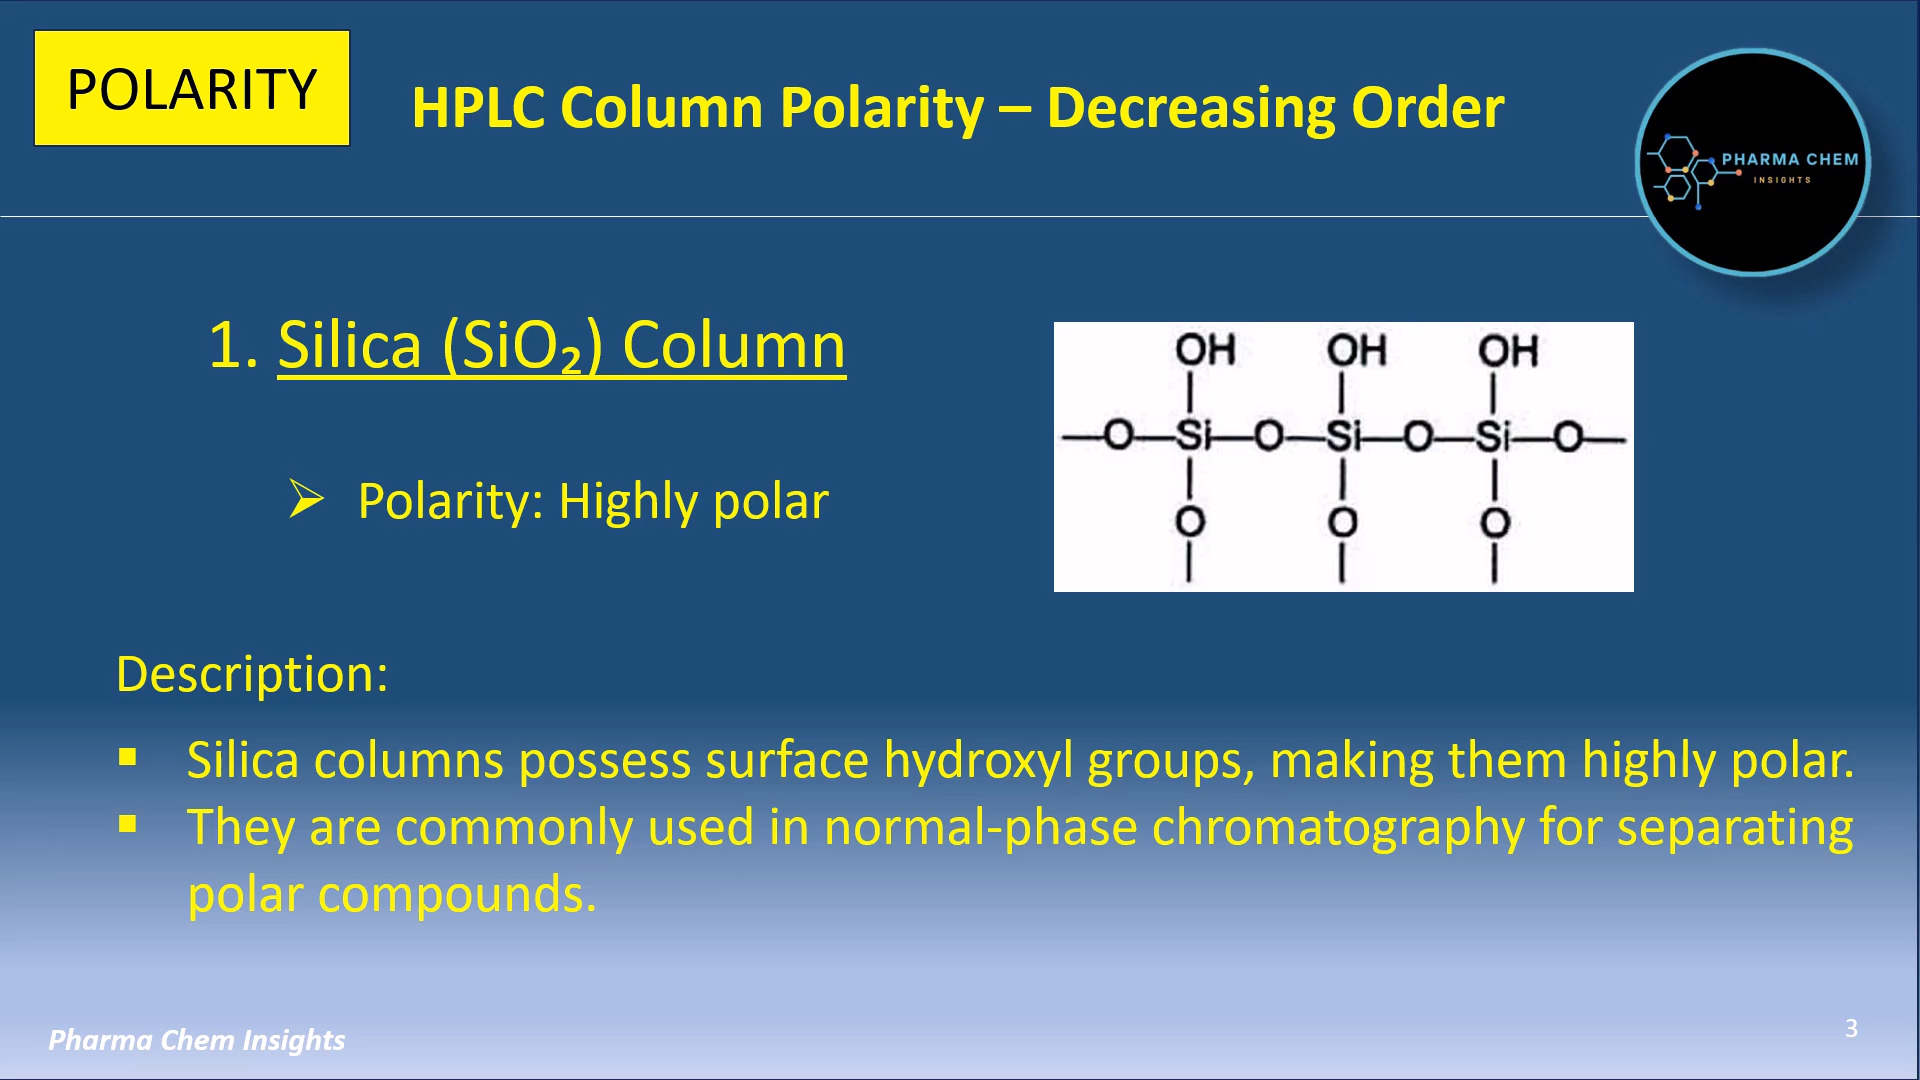 POLARITY
HPLC Column Polarity – Decreasing Order
PHARMA CHEM
INSIGHTS
1. Silica (SiO₂) Column
➢ Polarity: Highly polar
OH OH OH
—O—Si—O—Si—O—Si—O—
O O O
Description:
▪ Silica columns possess surface hydroxyl groups, making them highly polar.
▪ They are commonly used in normal-phase chromatography for separating
polar compounds.
Pharma Chem Insights
3